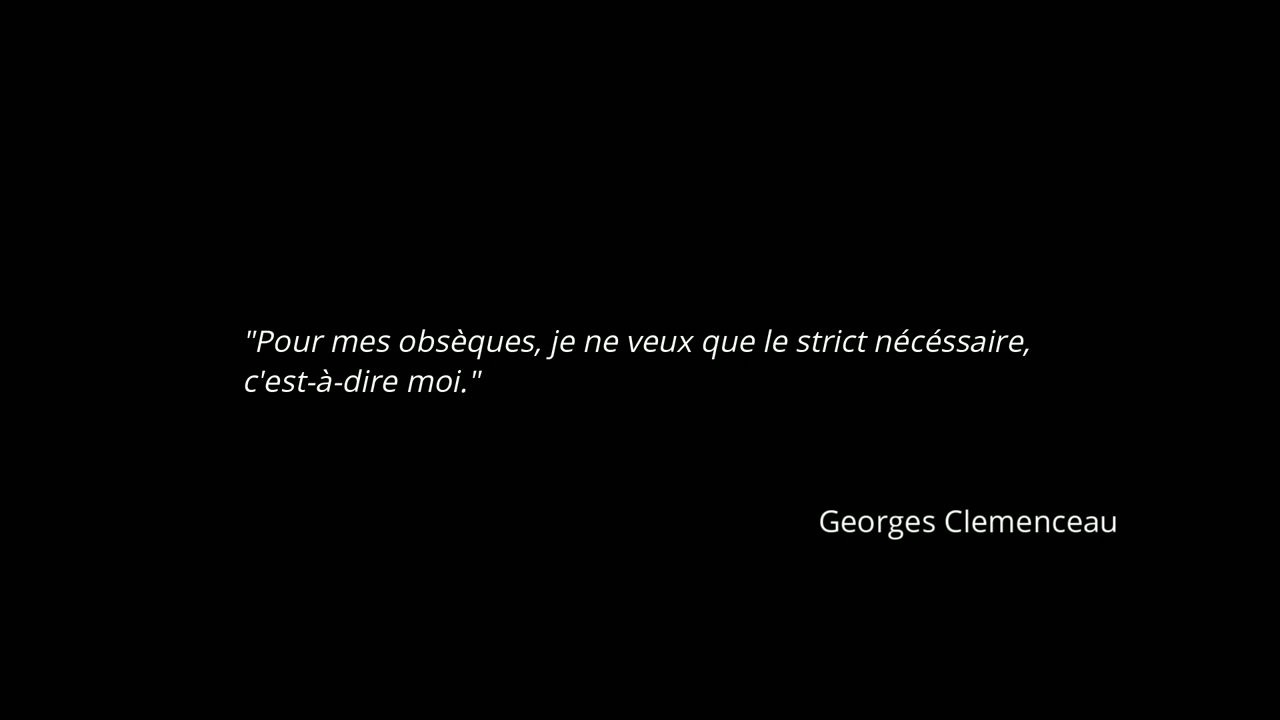 "Pour mes obsèques, je ne veux que le strict nécéssaire,
c'est-à-dire moi."
Georges Clemenceau